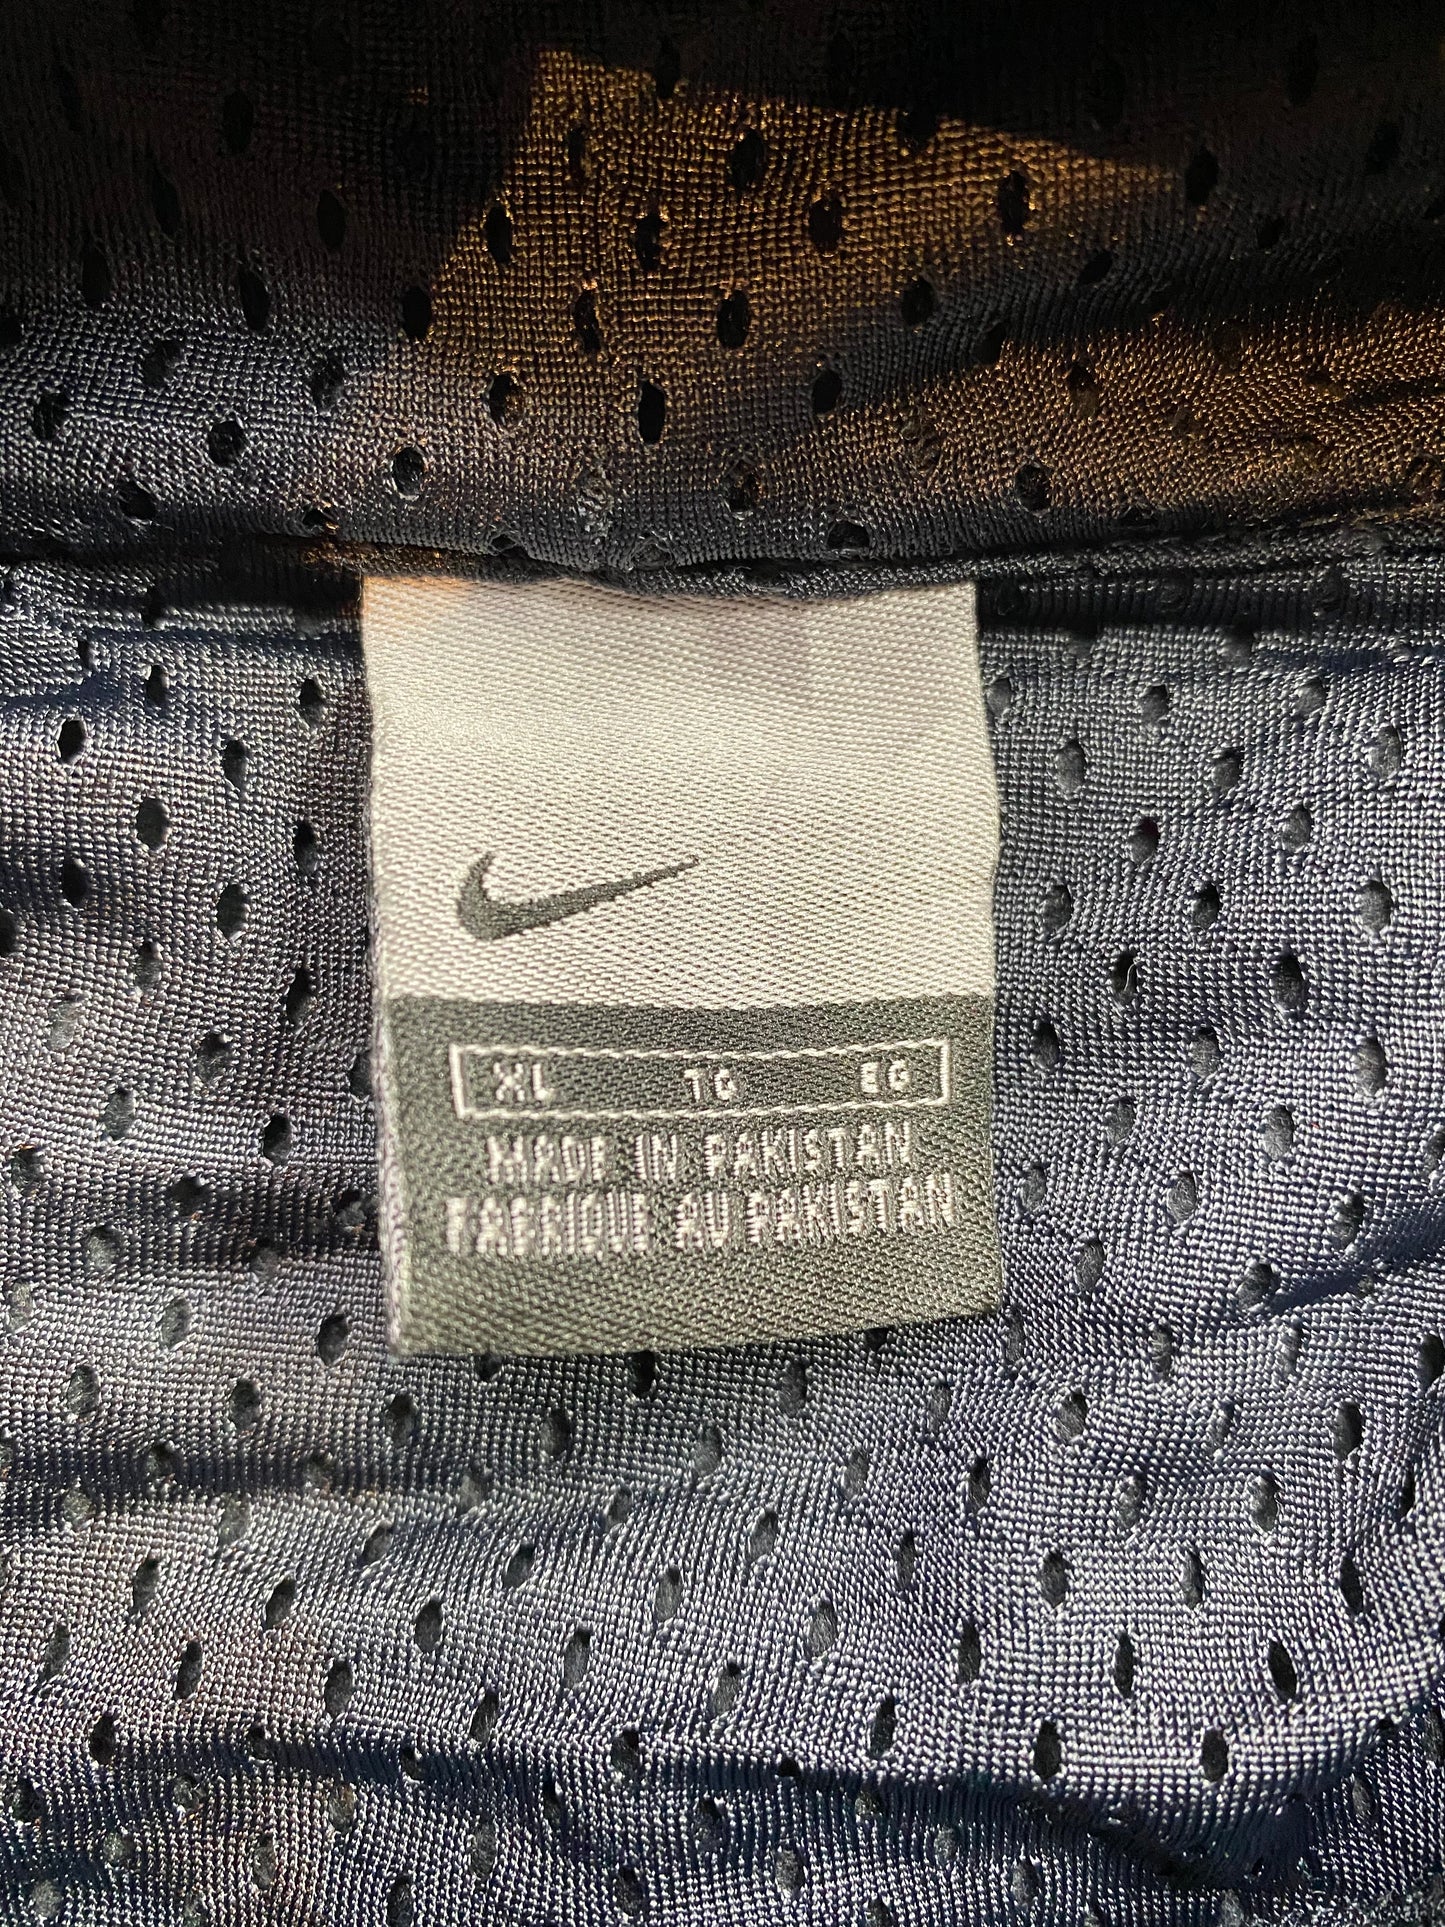 XL TG EG
MADE IN PAKISTAN
FABRIQUE AU PAKISTAN